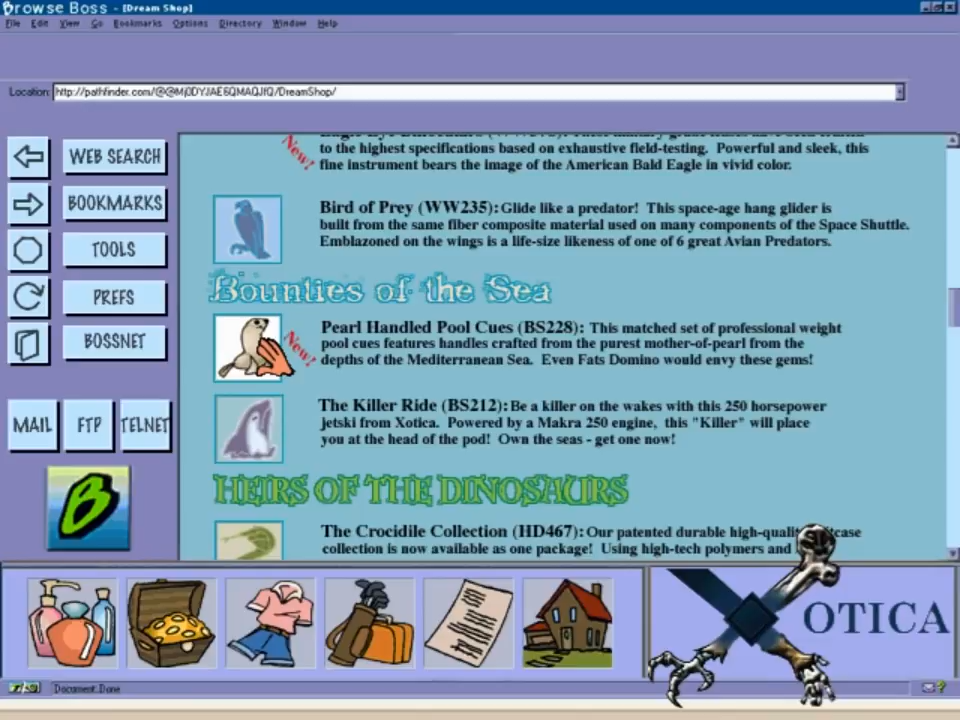 Browse Boss - [Dream Shop]
File Edit View Go Bookmarks Options Directory Window Help
Location: http://pathfinder.com/@@Mj0DYJAE6QMAQJfQ/DreamShop/
WEB SEARCH
BOOKMARKS
TOOLS
PREFS
BOSSNET
MAIL FTP TELNET
B
New!
to the highest specifications based on exhaustive field-testing. Powerful and sleek, this
fine instrument bears the image of the American Bald Eagle in vivid color.
Bird of Prey (WW235): Glide like a predator! This space-age hang glider is
built from the same fiber composite material used on many components of the Space Shuttle.
Emblazoned on the wings is a life-size likeness of one of 6 great Avian Predators.
Bounties of the Sea
New!
Pearl Handled Pool Cues (BS228): This matched set of professional weight
pool cues features handles crafted from the purest mother-of-pearl from the
depths of the Mediterranean Sea. Even Fats Domino would envy these gems!
The Killer Ride (BS212): Be a killer on the wakes with this 250 horsepower
jetski from Xotica. Powered by a Makra 250 engine, this "Killer" will place
you at the head of the pod! Own the seas - get one now!
HEIRS OF THE DINOSAURS
The Crocidile Collection (HD467): Our patented durable high-quality
collection is now available as one package! Using high-tech polymers and
XOTICA
Document: Done